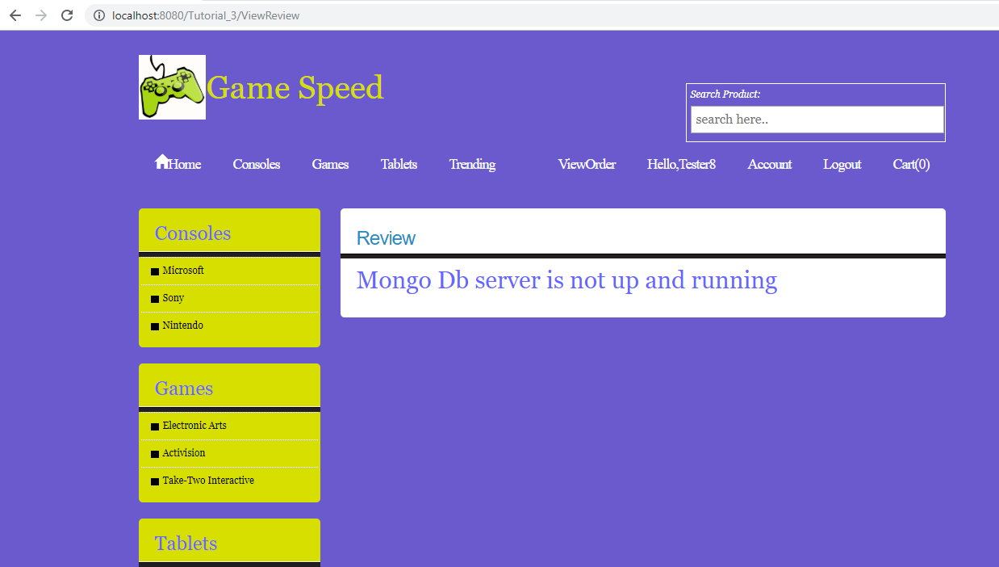 localhost:8080/Tutorial_3/ViewReview
Game Speed
Search Product:
search here..
Home Consoles Games Tablets Trending ViewOrder Hello,Tester8 Account Logout Cart(0)
Consoles
Microsoft
Sony
Nintendo
Games
Electronic Arts
Activision
Take-Two Interactive
Tablets
Review
Mongo Db server is not up and running